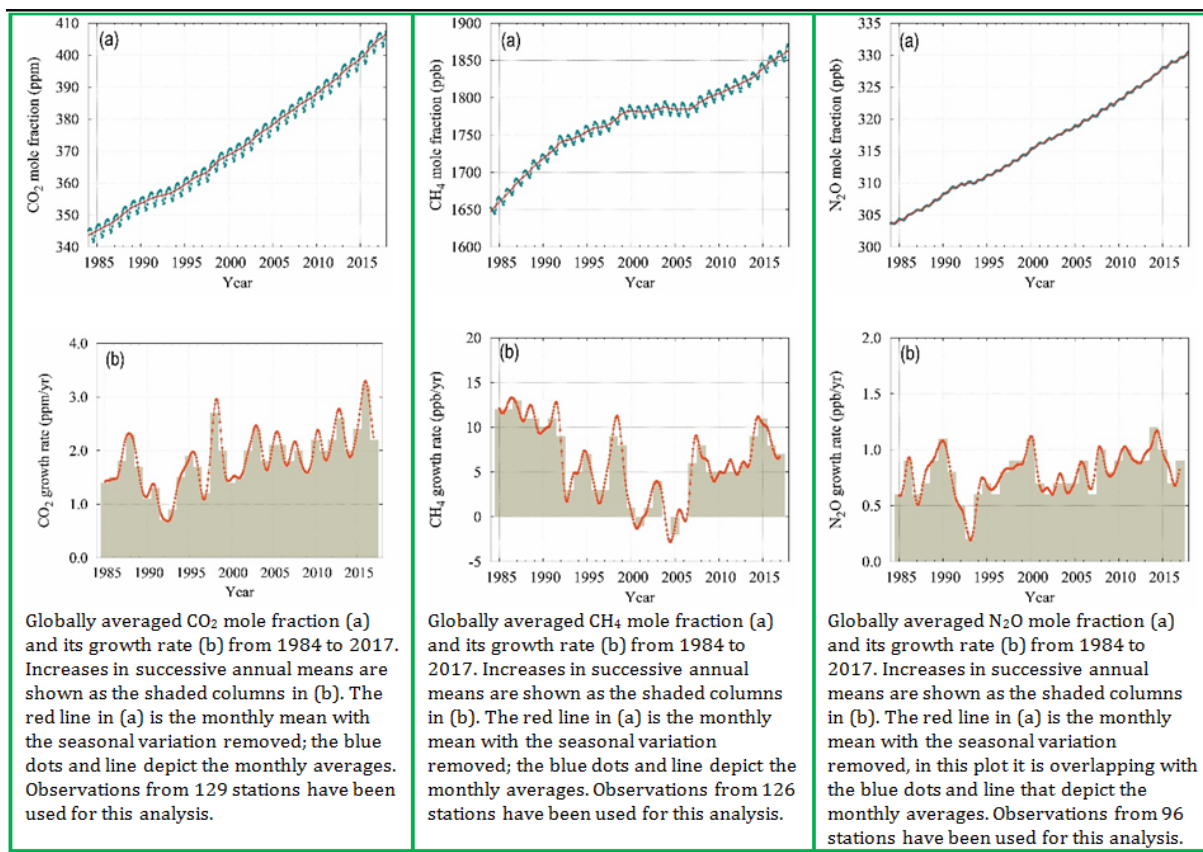 (a)
CO₂ mole fraction (ppm)
410
400
390
380
370
360
350
340
1985 1990 1995 2000 2005 2010 2015
Year
(b)
CO₂ growth rate (ppm/yr)
4.0
3.0
2.0
1.0
0.0
1985 1990 1995 2000 2005 2010 2015
Year
Globally averaged CO₂ mole fraction (a)
and its growth rate (b) from 1984 to 2017.
Increases in successive annual means are
shown as the shaded columns in (b). The
red line in (a) is the monthly mean with
the seasonal variation removed; the blue
dots and line depict the monthly averages.
Observations from 129 stations have been
used for this analysis.
(a)
CH₄ mole fraction (ppb)
1900
1850
1800
1750
1700
1650
1600
1985 1990 1995 2000 2005 2010 2015
Year
(b)
CH₄ growth rate (ppb/yr)
20
15
10
5
0
-5
1985 1990 1995 2000 2005 2010 2015
Year
Globally averaged CH₄ mole fraction (a)
and its growth rate (b) from 1984 to
2017. Increases in successive annual
means are shown as the shaded columns
in (b). The red line in (a) is the monthly
mean with the seasonal variation
removed; the blue dots and line depict the
monthly averages. Observations from 126
stations have been used for this analysis.
(a)
N₂O mole fraction (ppb)
335
330
325
320
315
310
305
300
1985 1990 1995 2000 2005 2010 2015
Year
(b)
N₂O growth rate (ppb/yr)
2.0
1.5
1.0
0.5
0.0
1985 1990 1995 2000 2005 2010 2015
Year
Globally averaged N₂O mole fraction (a)
and its growth rate (b) from 1984 to
2017. Increases in successive annual
means are shown as the shaded columns
in (b). The red line in (a) is the monthly
mean with the seasonal variation
removed, in this plot it is overlapping with
the blue dots and line that depict the
monthly averages. Observations from 96
stations have been used for this analysis.